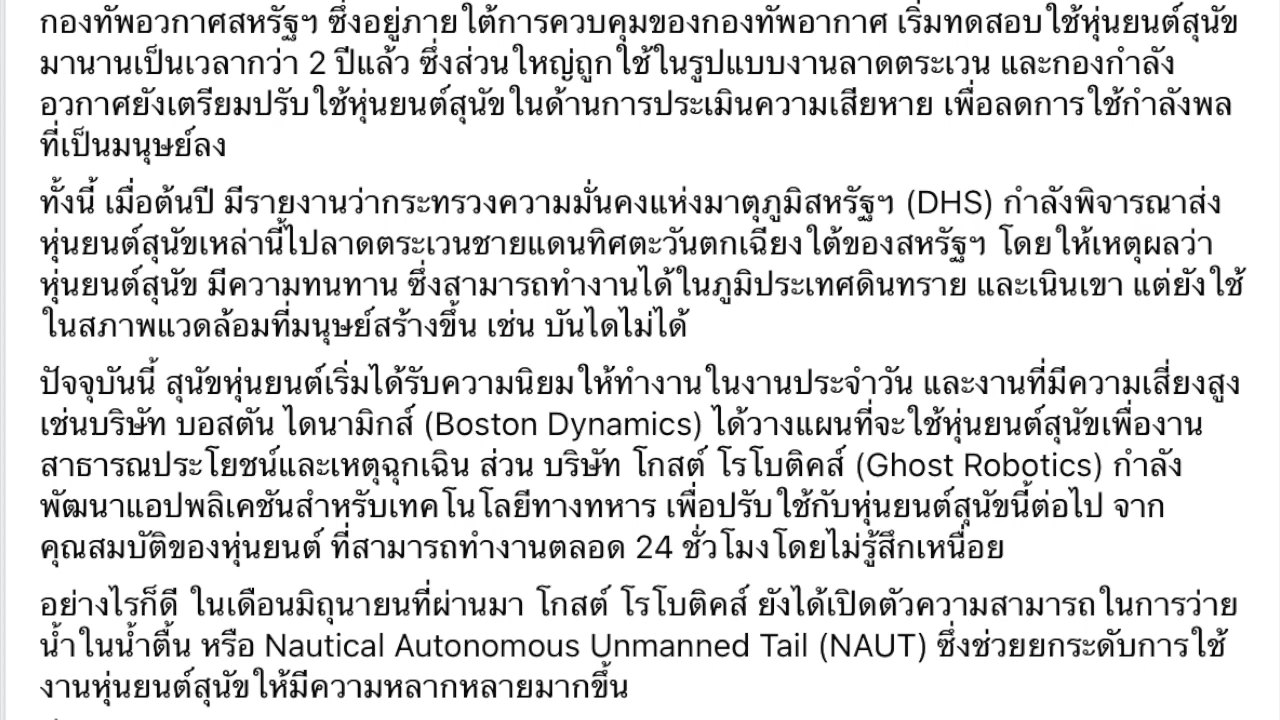 กองทัพอวกาศสหรัฐฯ ซึ่งอยู่ภายใต้การควบคุมของกองทัพอากาศ เริ่มทดสอบใช้หุ่นยนต์สุนัข
มานานเป็นเวลากว่า 2 ปีแล้ว ซึ่งส่วนใหญ่ถูกใช้ในรูปแบบงานลาดตระเวน และกองกำลัง
อวกาศยังเตรียมปรับใช้หุ่นยนต์สุนัขในด้านการประเมินความเสียหาย เพื่อลดการใช้กำลังพล
ที่เป็นมนุษย์ลง
ทั้งนี้ เมื่อต้นปี มีรายงานว่ากระทรวงความมั่นคงแห่งมาตุภูมิสหรัฐฯ (DHS) กำลังพิจารณาส่ง
หุ่นยนต์สุนัขเหล่านี้ไปลาดตระเวนชายแดนทิศตะวันตกเฉียงใต้ของสหรัฐฯ โดยให้เหตุผลว่า
หุ่นยนต์สุนัข มีความทนทาน ซึ่งสามารถทำงานได้ในภูมิประเทศดินทราย และเนินเขา แต่ยังใช้
ในสภาพแวดล้อมที่มนุษย์สร้างขึ้น เช่น บันไดไม่ได้
ปัจจุบันนี้ สุนัขหุ่นยนต์เริ่มได้รับความนิยมให้ทำงานในงานประจำวัน และงานที่มีความเสี่ยงสูง
เช่นบริษัท บอสตัน ไดนามิกส์ (Boston Dynamics) ได้วางแผนที่จะใช้หุ่นยนต์สุนัขเพื่องาน
สาธารณประโยชน์และเหตุฉุกเฉิน ส่วน บริษัท โกสต์ โรโบติคส์ (Ghost Robotics) กำลัง
พัฒนาแอปพลิเคชันสำหรับเทคโนโลยีทางทหาร เพื่อปรับใช้กับหุ่นยนต์สุนัขนี้ต่อไป จาก
คุณสมบัติของหุ่นยนต์ ที่สามารถทำงานตลอด 24 ชั่วโมงโดยไม่รู้สึกเหนื่อย
อย่างไรก็ดี ในเดือนมิถุนายนที่ผ่านมา โกสต์ โรโบติคส์ ยังได้เปิดตัวความสามารถในการว่าย
น้ำในน้ำตื้น หรือ Nautical Autonomous Unmanned Tail (NAUT) ซึ่งช่วยยกระดับการใช้
งานหุ่นยนต์สุนัขให้มีความหลากหลายมากขึ้น